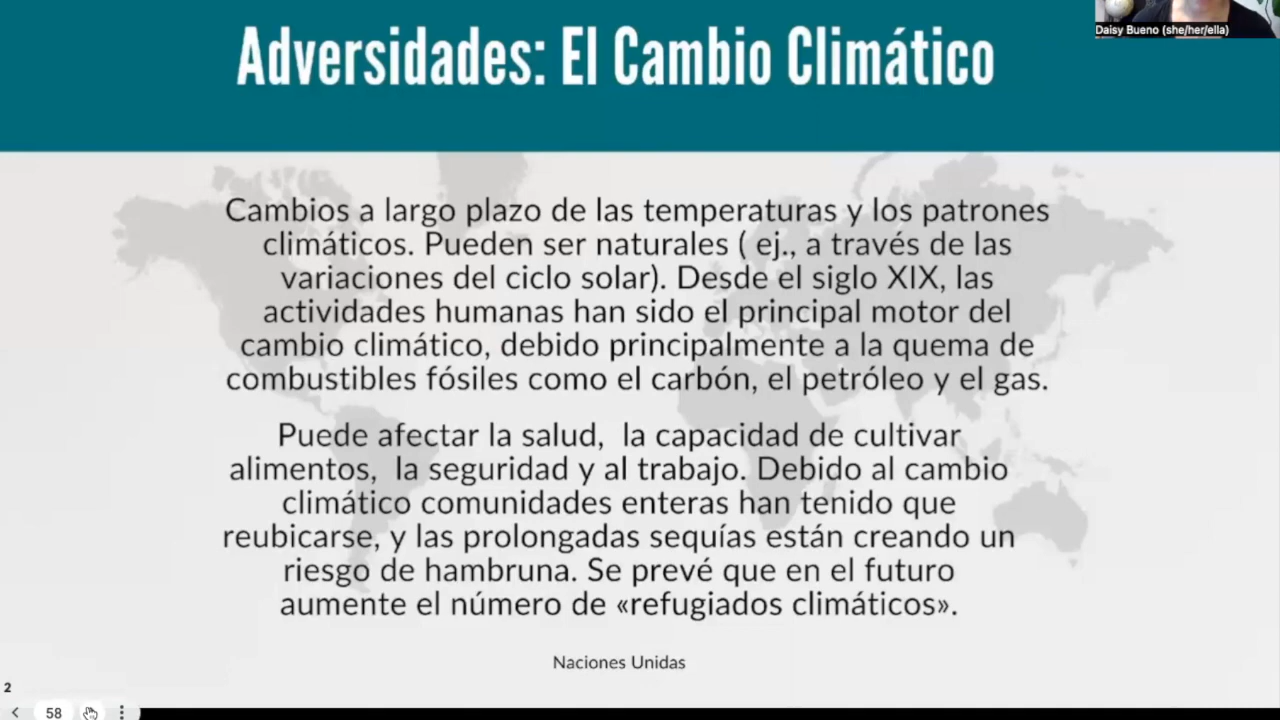 Adversidades: El Cambio Climático
Daisy Bueno (she/her/ella)
Cambios a largo plazo de las temperaturas y los patrones
climáticos. Pueden ser naturales ( ej., a través de las
variaciones del ciclo solar). Desde el siglo XIX, las
actividades humanas han sido el principal motor del
cambio climático, debido principalmente a la quema de
combustibles fósiles como el carbón, el petróleo y el gas.
Puede afectar la salud,  la capacidad de cultivar
alimentos,  la seguridad y al trabajo. Debido al cambio
climático comunidades enteras han tenido que
reubicarse, y las prolongadas sequías están creando un
riesgo de hambruna. Se prevé que en el futuro
aumente el número de «refugiados climáticos».
Naciones Unidas
2
58